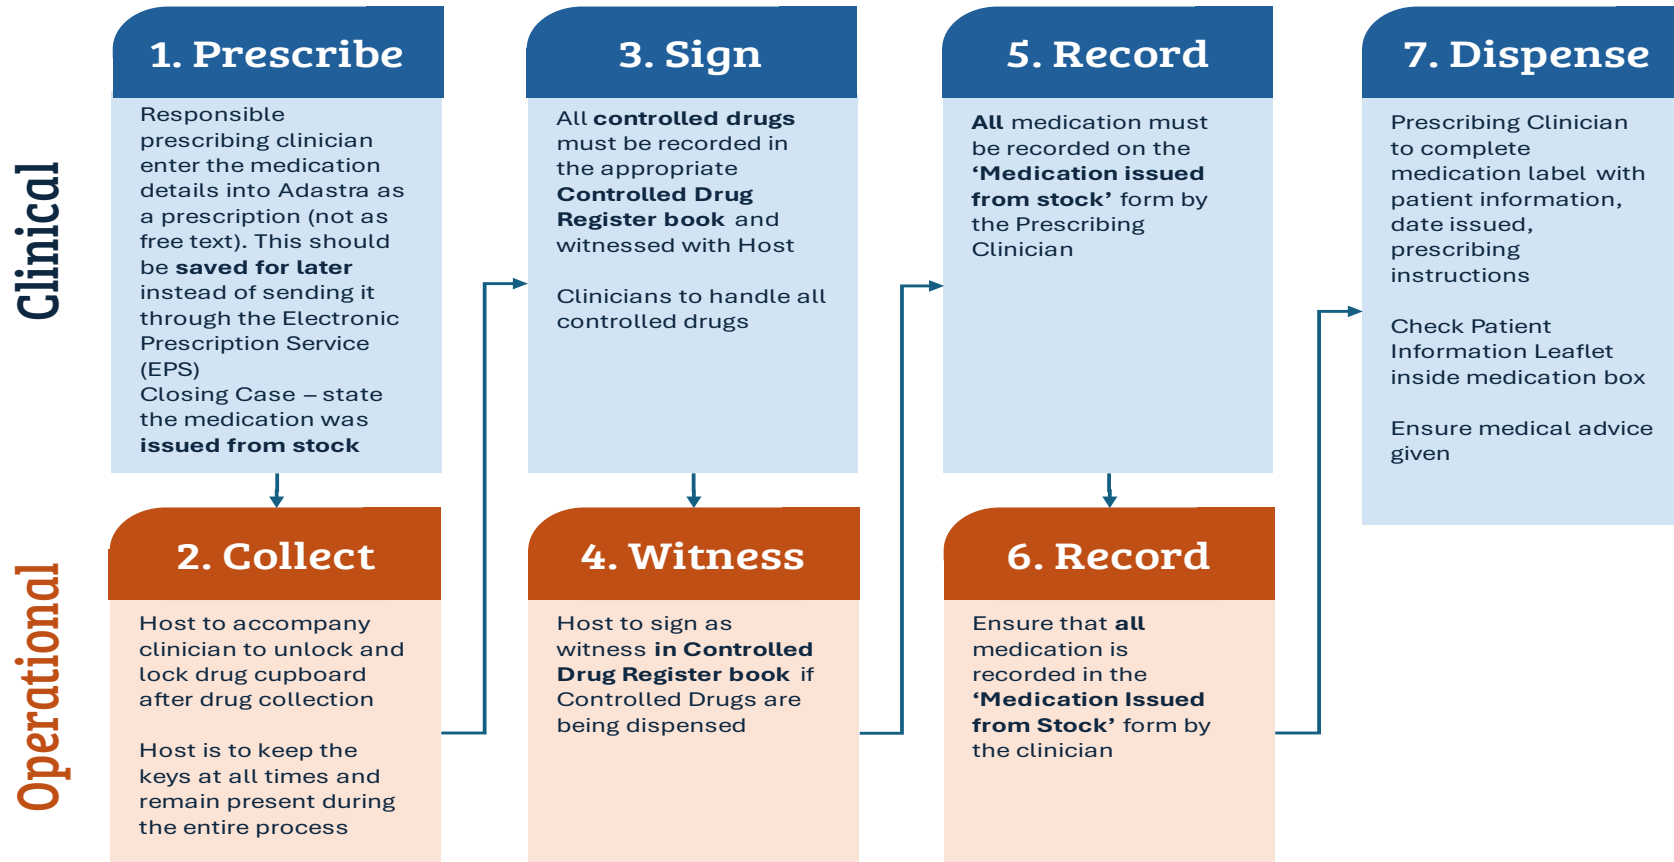 Clinical
1. Prescribe
Responsible
prescribing clinician
enter the medication
details into Adastra as
a prescription (not as
free text). This should
be saved for later
instead of sending it
through the Electronic
Prescription Service
(EPS)
Closing Case – state
the medication was
issued from stock
3. Sign
All controlled drugs
must be recorded in
the appropriate
Controlled Drug
Register book and
witnessed with Host
Clinicians to handle all
controlled drugs
5. Record
All medication must
be recorded on the
‘Medication issued
from stock’ form by
the Prescribing
Clinician
7. Dispense
Prescribing Clinician
to complete
medication label with
patient information,
date issued,
prescribing
instructions
Check Patient
Information Leaflet
inside medication box
Ensure medical advice
given
Operational
2. Collect
Host to accompany
clinician to unlock and
lock drug cupboard
after drug collection
Host is to keep the
keys at all times and
remain present during
the entire process
4. Witness
Host to sign as
witness in Controlled
Drug Register book if
Controlled Drugs are
being dispensed
6. Record
Ensure that all
medication is
recorded in the
‘Medication Issued
from Stock’ form by
the clinician